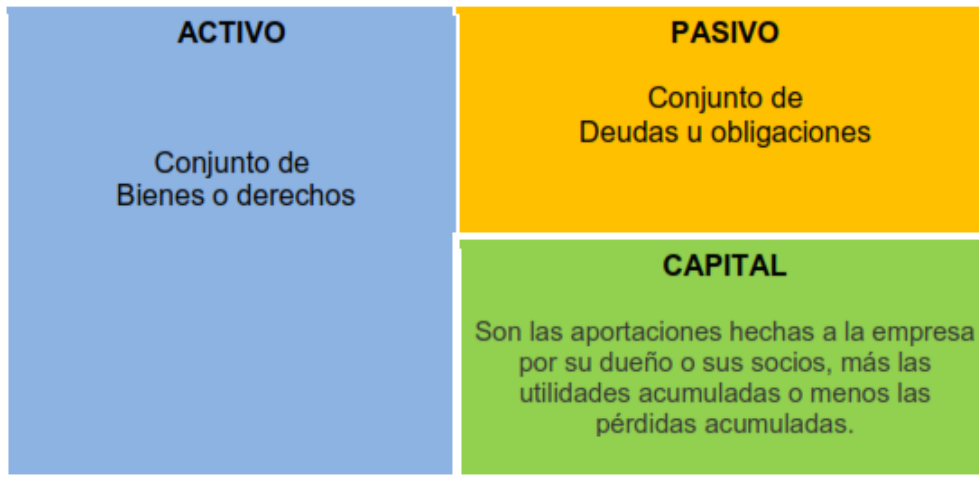 ACTIVO
Conjunto de
Bienes o derechos
PASIVO
Conjunto de
Deudas u obligaciones
CAPITAL
Son las aportaciones hechas a la empresa
por su dueño o sus socios, más las
utilidades acumuladas o menos las
pérdidas acumuladas.